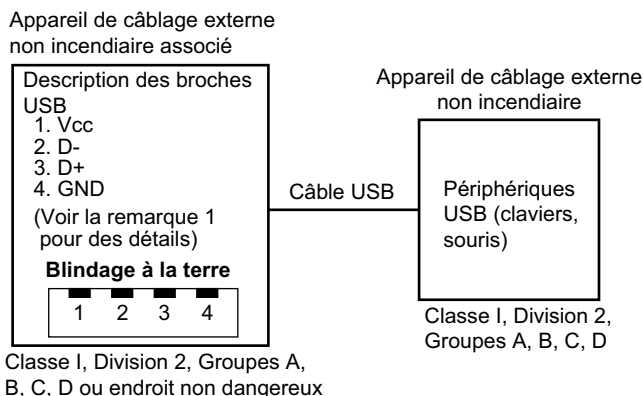 Appareil de câblage externe
non incendiaire associé
Description des broches
USB
1. Vcc
2. D-
3. D+
4. GND
(Voir la remarque 1
pour des détails)
Blindage à la terre
1 2 3 4
Classe I, Division 2, Groupes A,
B, C, D ou endroit non dangereux
Câble USB
Appareil de câblage externe
non incendiaire
Périphériques
USB (claviers,
souris)
Classe I, Division 2,
Groupes A, B, C, D